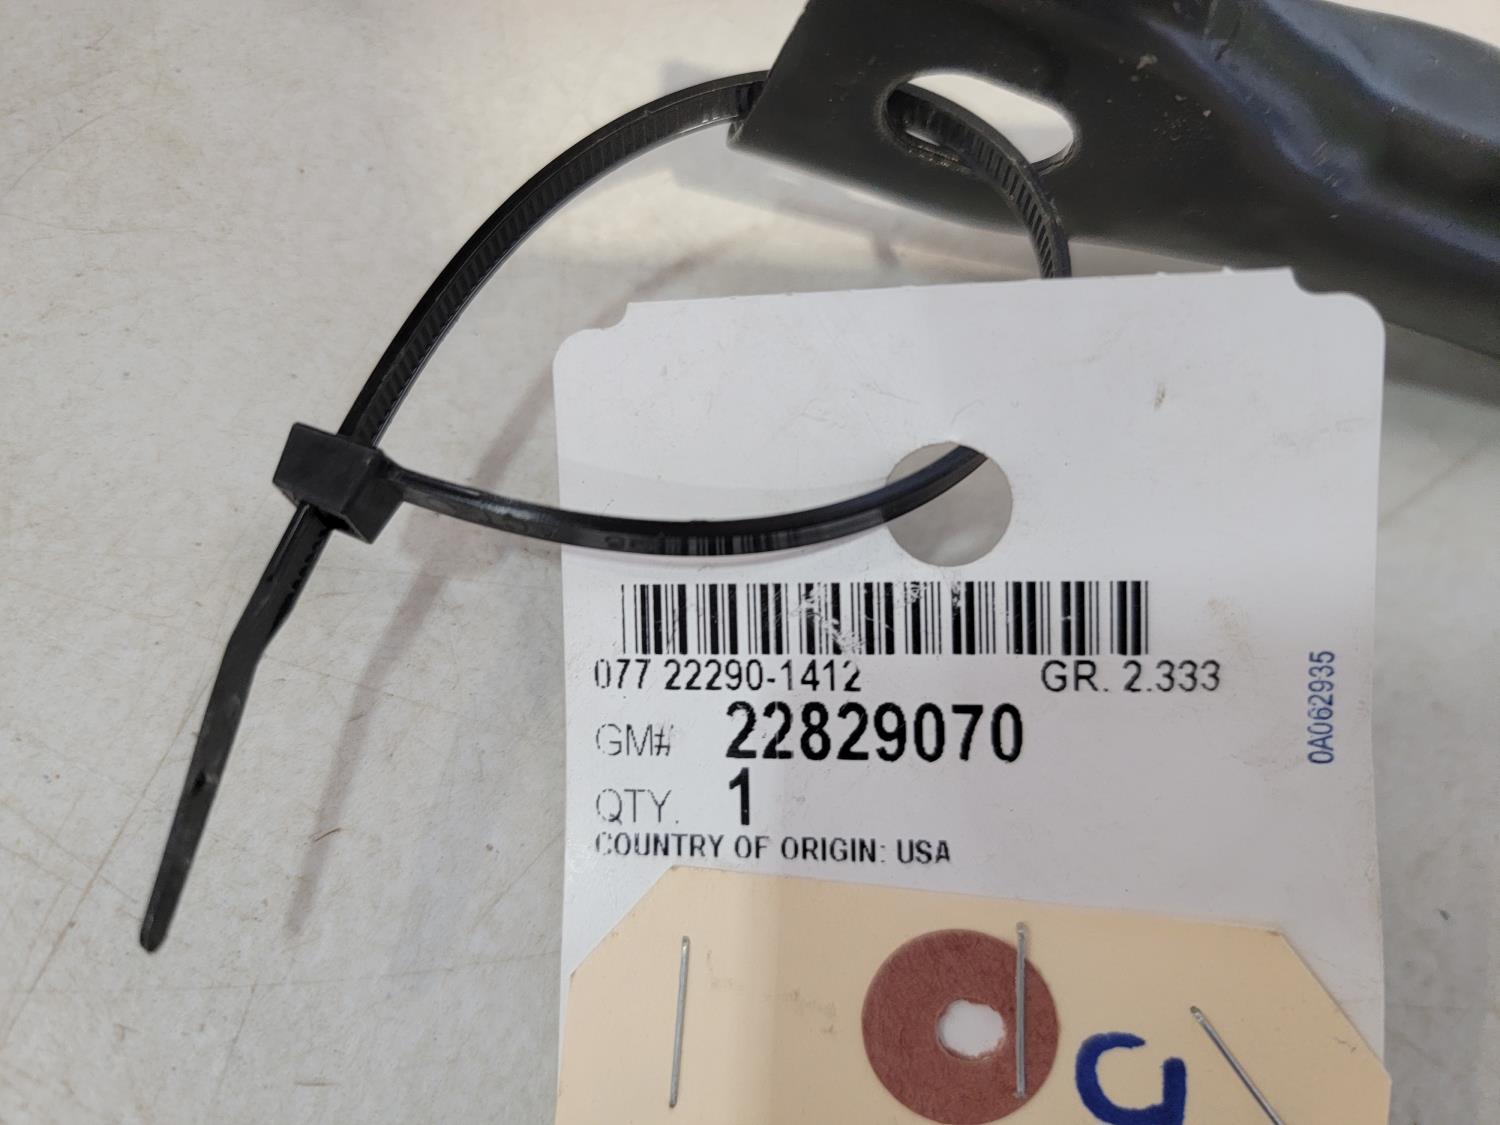 077 22290-1412 GR. 2.333
GM# 22829070
QTY. 1
COUNTRY OF ORIGIN: USA
0A062935